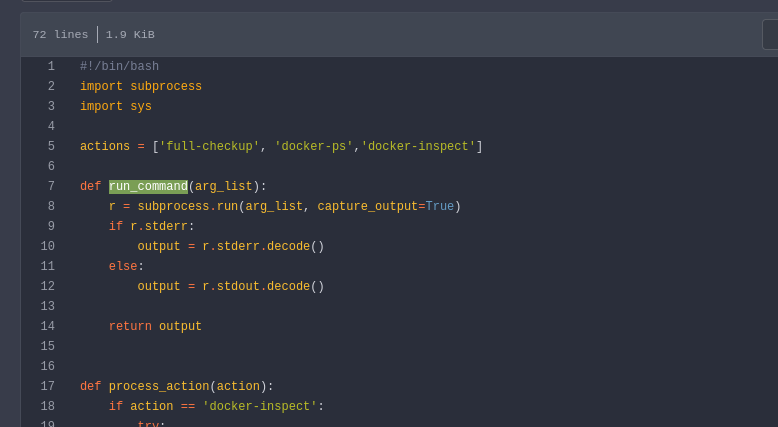 72 lines | 1.9 KiB
1 #!/bin/bash
2 import subprocess
3 import sys
4
5 actions = ['full-checkup', 'docker-ps','docker-inspect']
6
7 def run_command(arg_list):
8     r = subprocess.run(arg_list, capture_output=True)
9     if r.stderr:
10         output = r.stderr.decode()
11     else:
12         output = r.stdout.decode()
13
14     return output
15
16
17 def process_action(action):
18     if action == 'docker-inspect':
19         try: